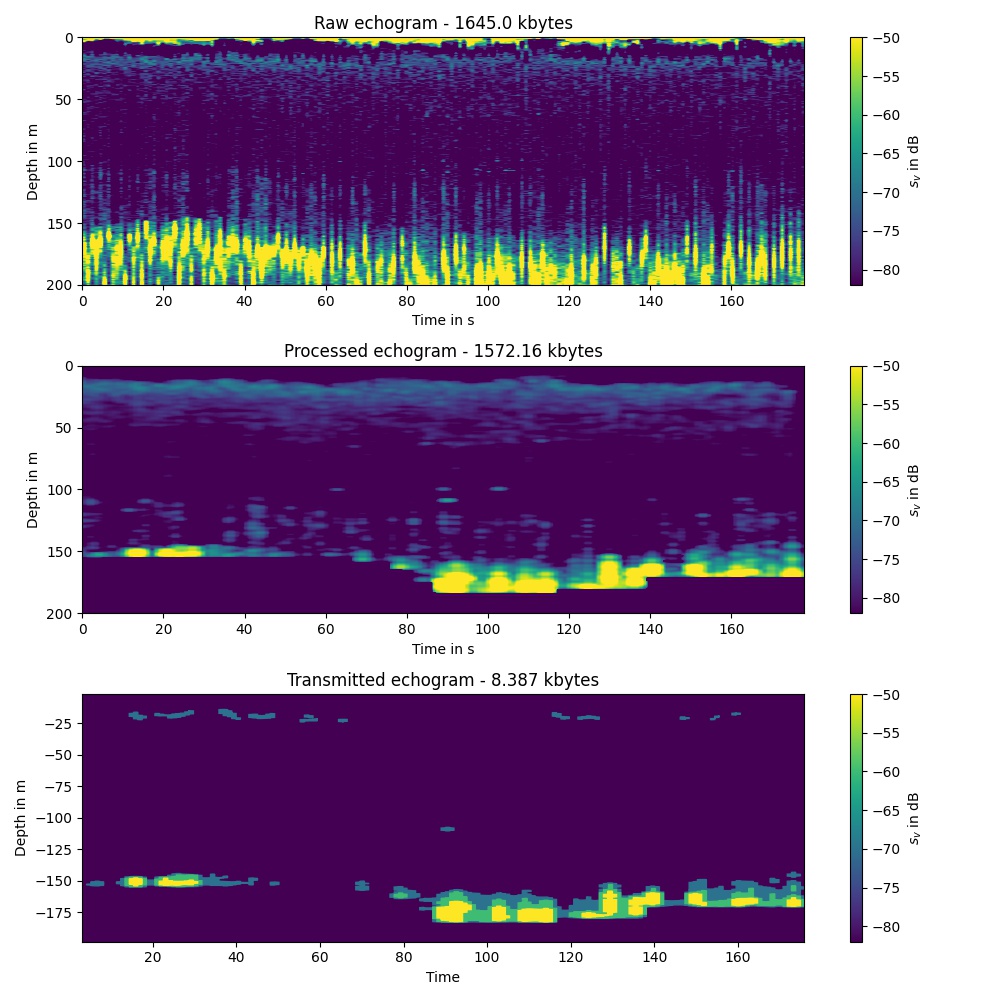 Raw echogram - 1645.0 kbytes
0
50
100
150
200
Depth in m
0 20 40 60 80 100 120 140 160
Time in s
−50
−55
−60
−65
−70
−75
−80
sv in dB
Processed echogram - 1572.16 kbytes
0
50
100
150
200
Depth in m
0 20 40 60 80 100 120 140 160
Time in s
−50
−55
−60
−65
−70
−75
−80
sv in dB
Transmitted echogram - 8.387 kbytes
−25
−50
−75
−100
−125
−150
−175
Depth in m
20 40 60 80 100 120 140 160
Time
−50
−55
−60
−65
−70
−75
−80
sv in dB